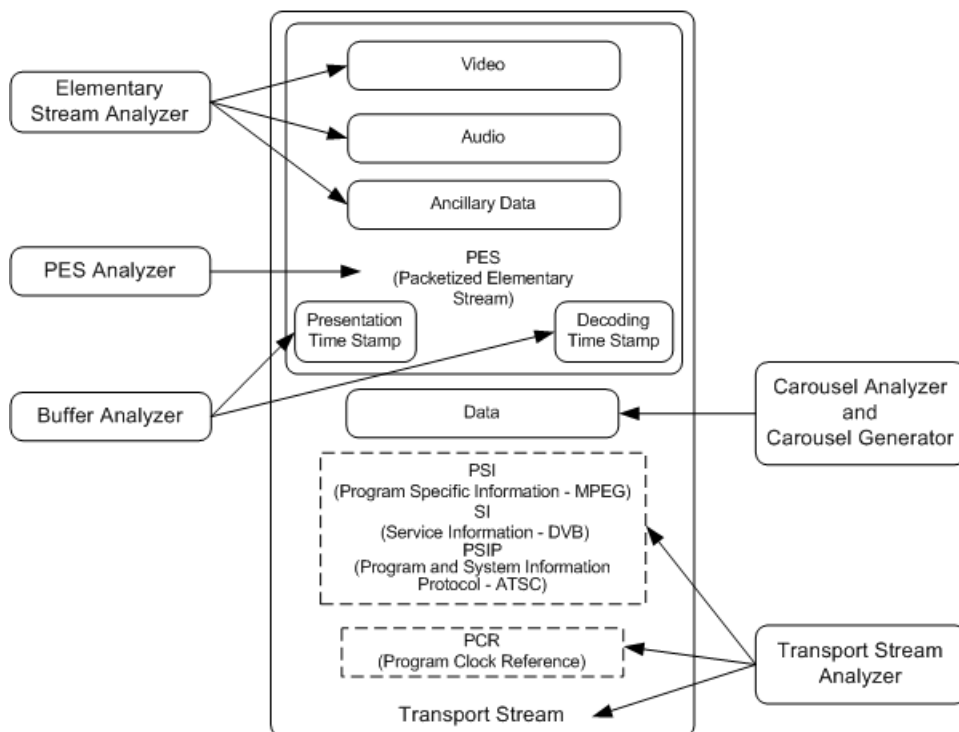 Video
Elementary
Stream Analyzer
Audio
Ancillary Data
PES Analyzer
PES
(Packetized Elementary
Stream)
Presentation
Time Stamp
Decoding
Time Stamp
Buffer Analyzer
Data
Carousel Analyzer
and
Carousel Generator
PSI
(Program Specific Information - MPEG)
SI
(Service Information - DVB)
PSIP
(Program and System Information
Protocol - ATSC)
PCR
(Program Clock Reference)
Transport Stream
Analyzer
Transport Stream